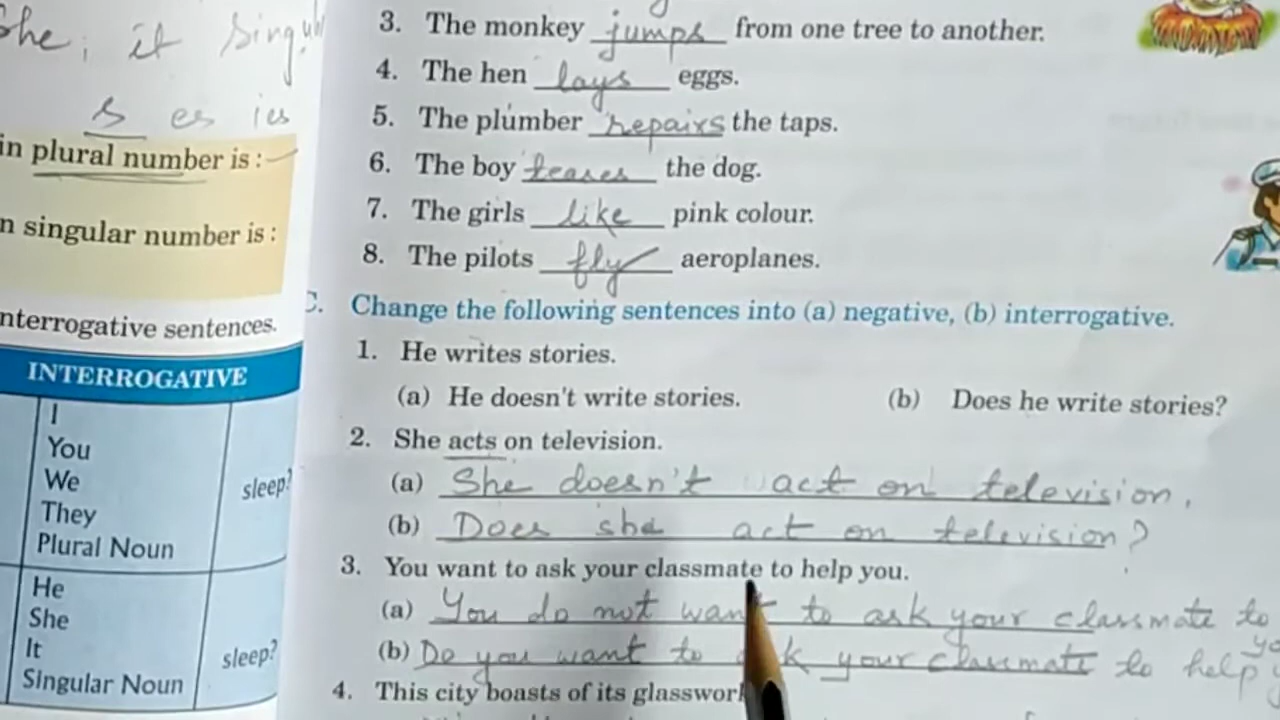 She, it Singul
s es ies
in plural number is :
n singular number is :
nterrogative sentences.
INTERROGATIVE
I
You
We
They
Plural Noun
sleep?
He
She
It
Singular Noun
sleep?
3. The monkey jumps from one tree to another.
4. The hen lays eggs.
5. The plumber repairs the taps.
6. The boy teases the dog.
7. The girls like pink colour.
8. The pilots fly aeroplanes.
C. Change the following sentences into (a) negative, (b) interrogative.
1. He writes stories.
(a) He doesn't write stories. (b) Does he write stories?
2. She acts on television.
(a) She doesn't act on television.
(b) Does she act on television?
3. You want to ask your classmate to help you.
(a) You do not want to ask your classmate to
(b) Do you want to ask your classmate to help
4. This city boasts of its glasswork